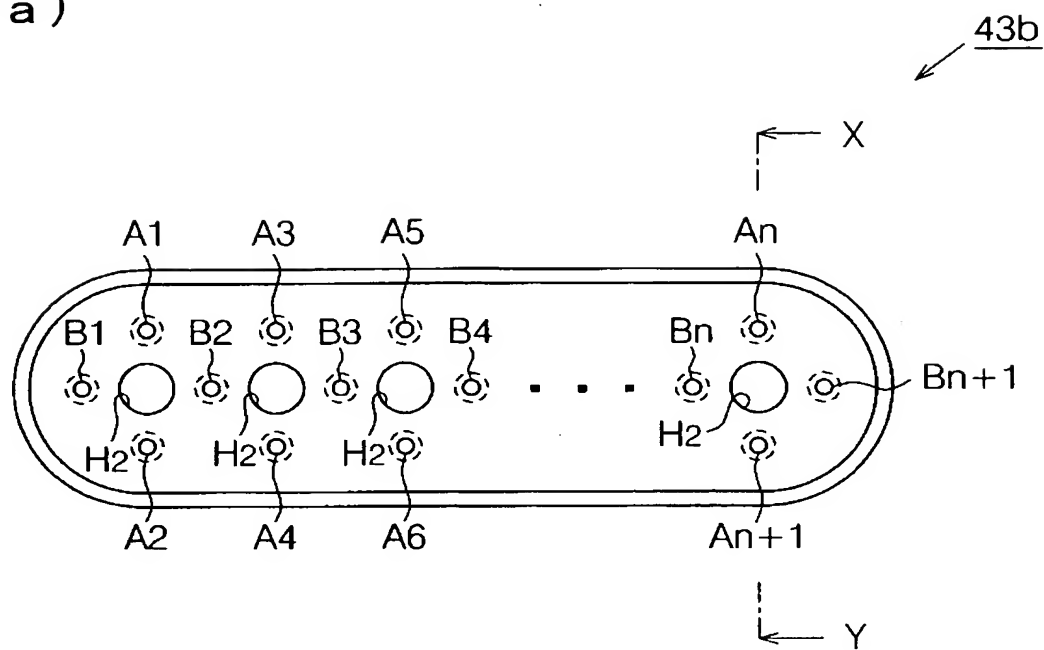 a)
43b
X
A1 A3 A5 An
B1 B2 B3 B4 Bn
Bn+1
H2 H2 H2 H2
A2 A4 A6 An+1
Y